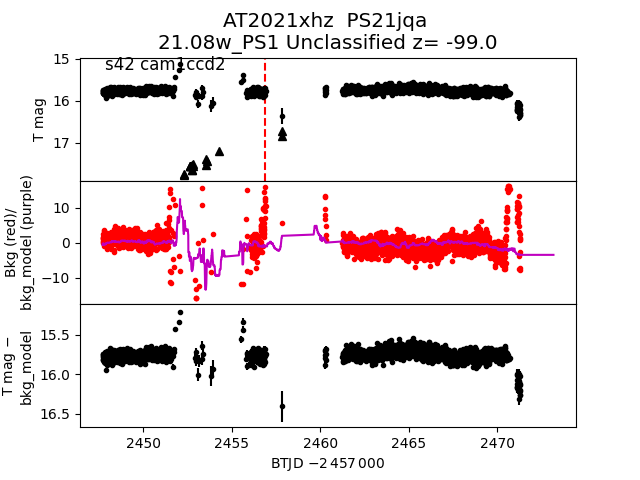 AT2021xhz  PS21jqa
21.08w_PS1 Unclassified z= -99.0
s42 cam1ccd2
T mag
15
16
17
Bkg (red)/
bkg_model (purple)
10
0
−10
T mag −
bkg_model
15.5
16.0
16.5
2450 2455 2460 2465 2470
BTJD −2 457 000